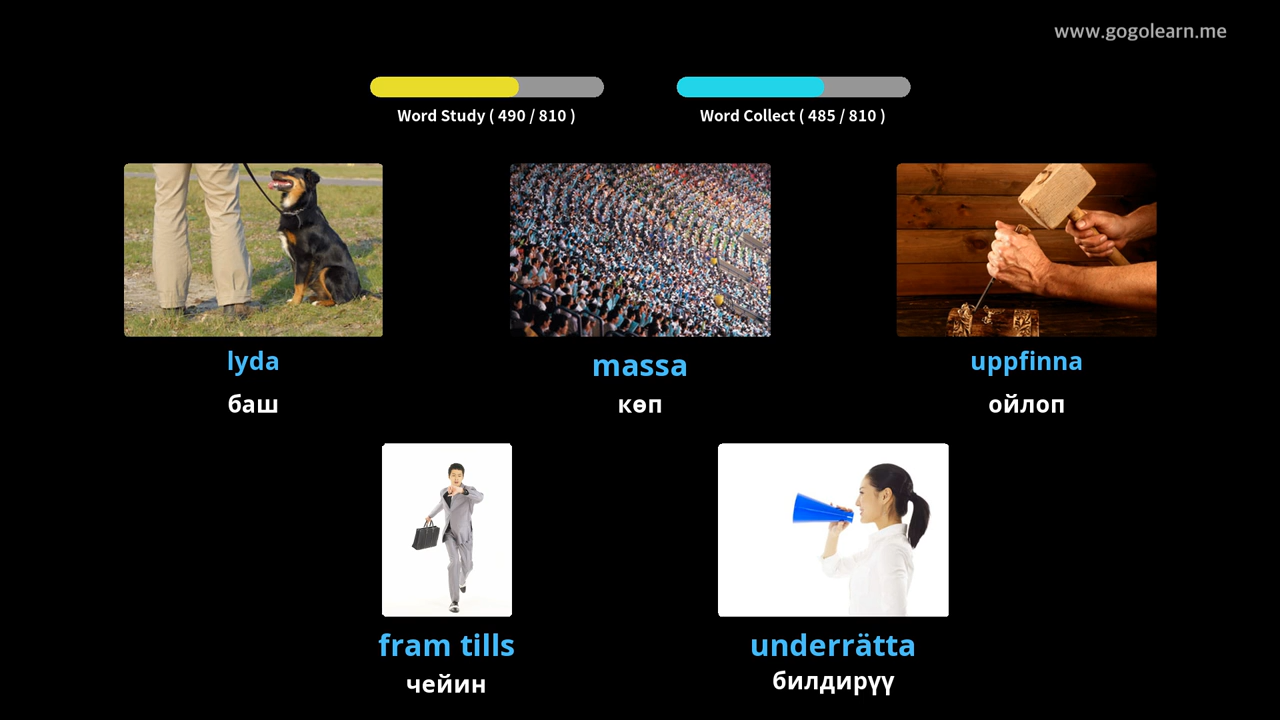 www.gogolearn.me
Word Study ( 490 / 810 )
Word Collect ( 485 / 810 )
lyda
massa
uppfinna
баш
көп
ойлоп
fram tills
underrätta
чейин
билдирүү